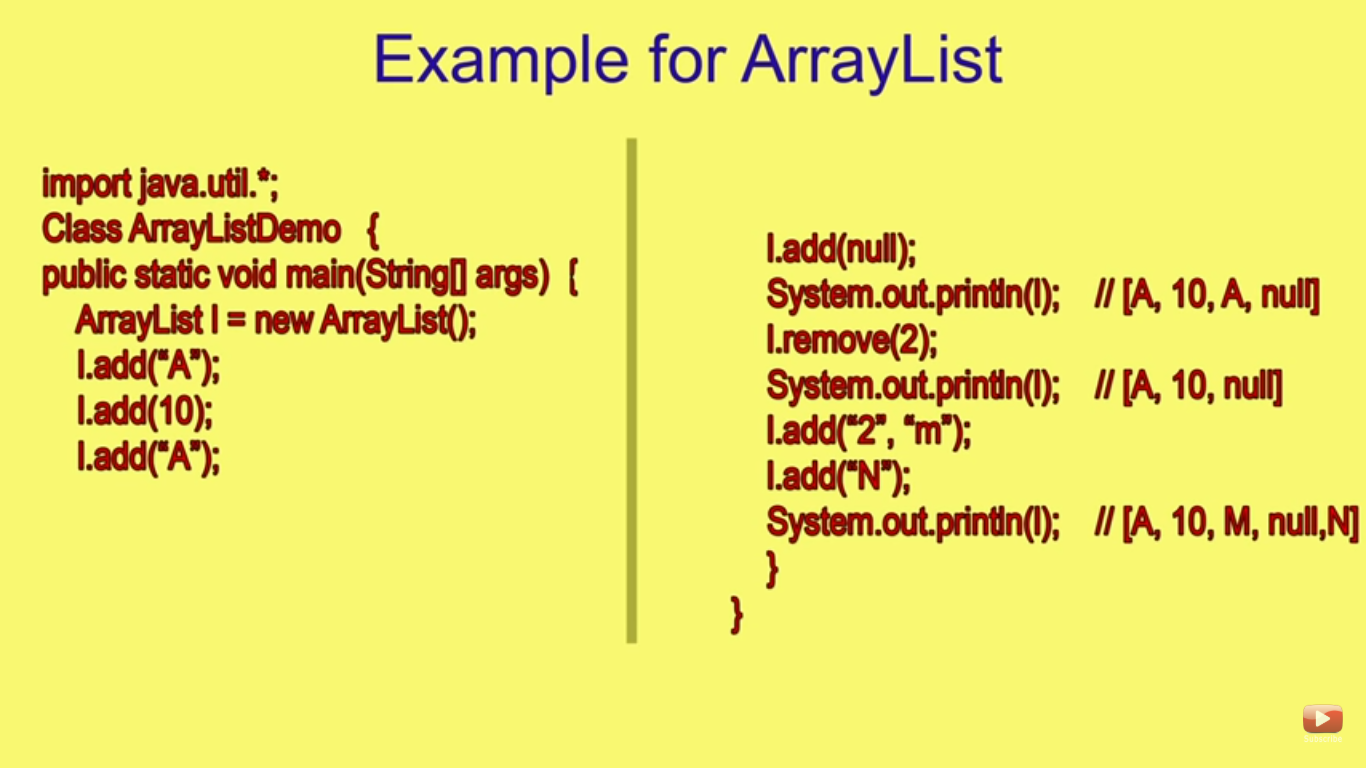 Example for ArrayList
import java.util.*;
Class ArrayListDemo {
public static void main(String[] args) {
ArrayList l = new ArrayList();
l.add(“A”);
l.add(10);
l.add(“A”);
l.add(null);
System.out.println(l); // [A, 10, A, null]
l.remove(2);
System.out.println(l); // [A, 10, null]
l.add(“2”, “m”);
l.add(“N”);
System.out.println(l); // [A, 10, M, null,N]
}
}